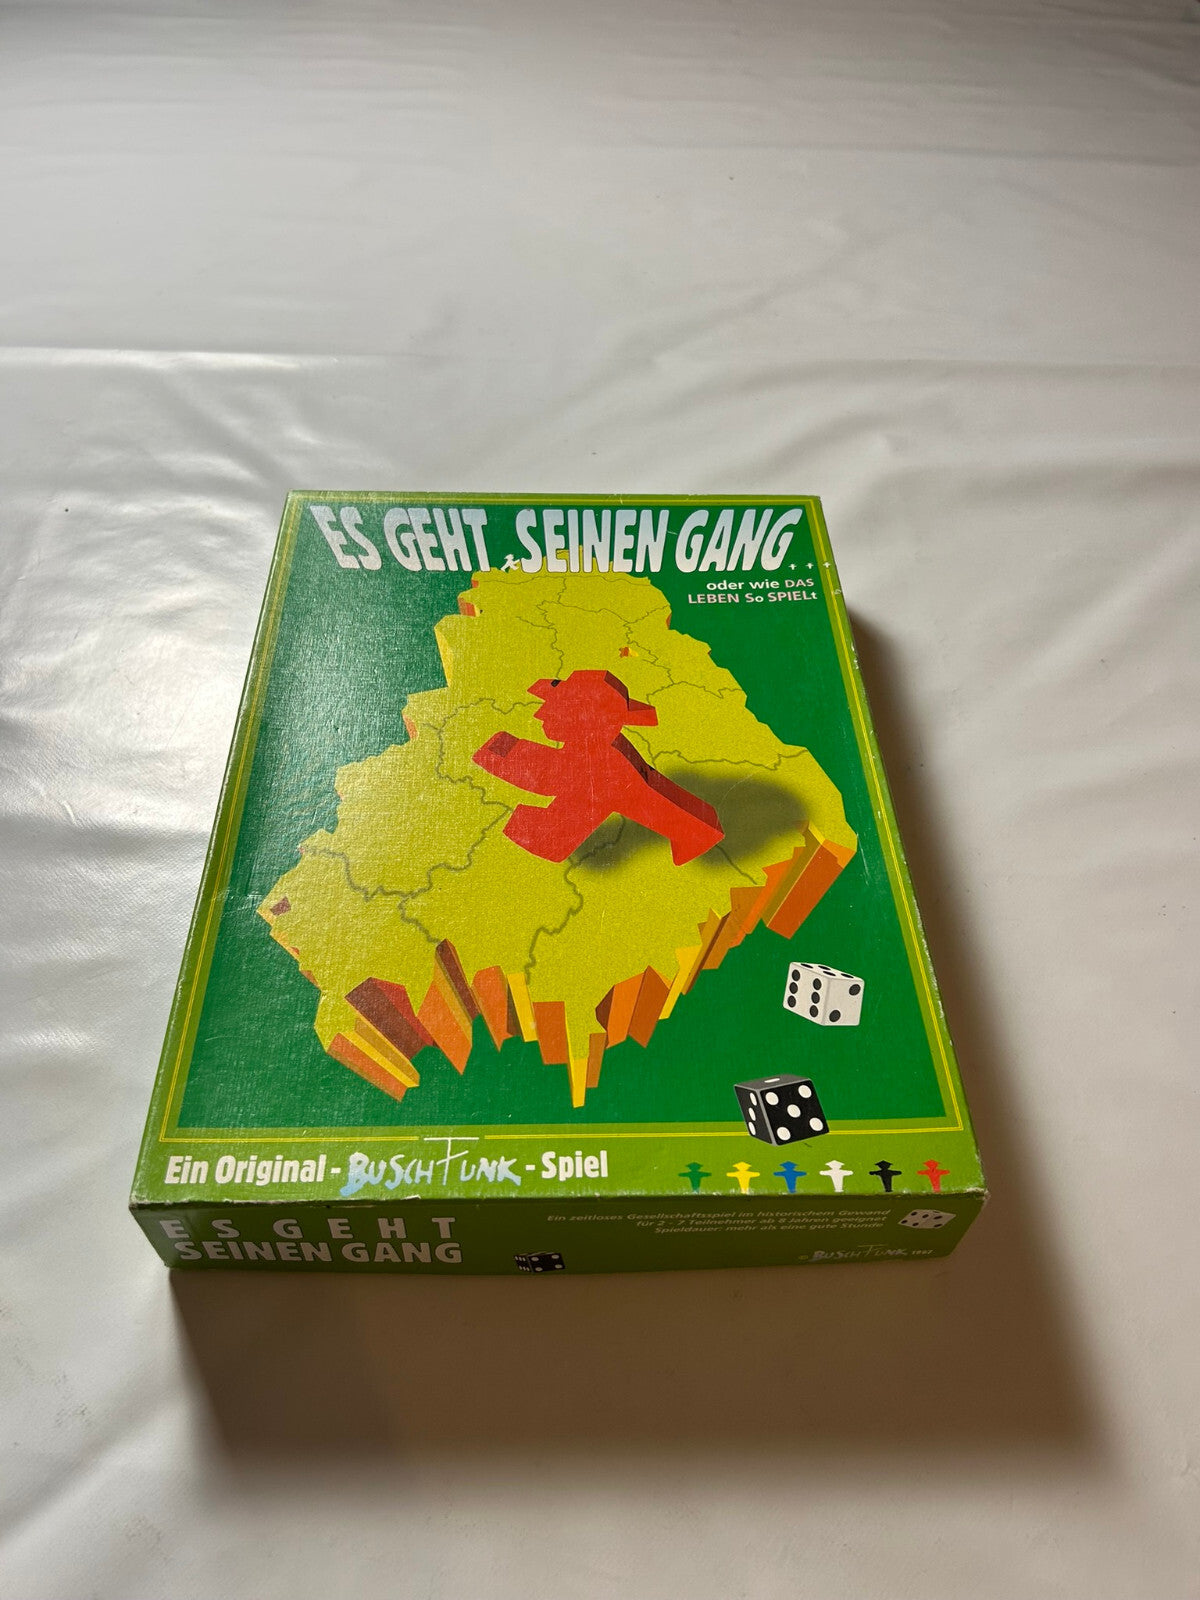 ES GEHT SEINEN GANG...
oder wie DAS
LEBEN So SPIELt
Ein Original - BUSCHFUNK - Spiel
ES GEHT
SEINEN GANG
Ein zeitloses Gesellschaftsspiel im historischem Gewand
für 2 - 7 Teilnehmer ab 8 Jahren geeignet
Spieldauer: mehr als eine gute Stunde
© BUSCHFUNK 1997